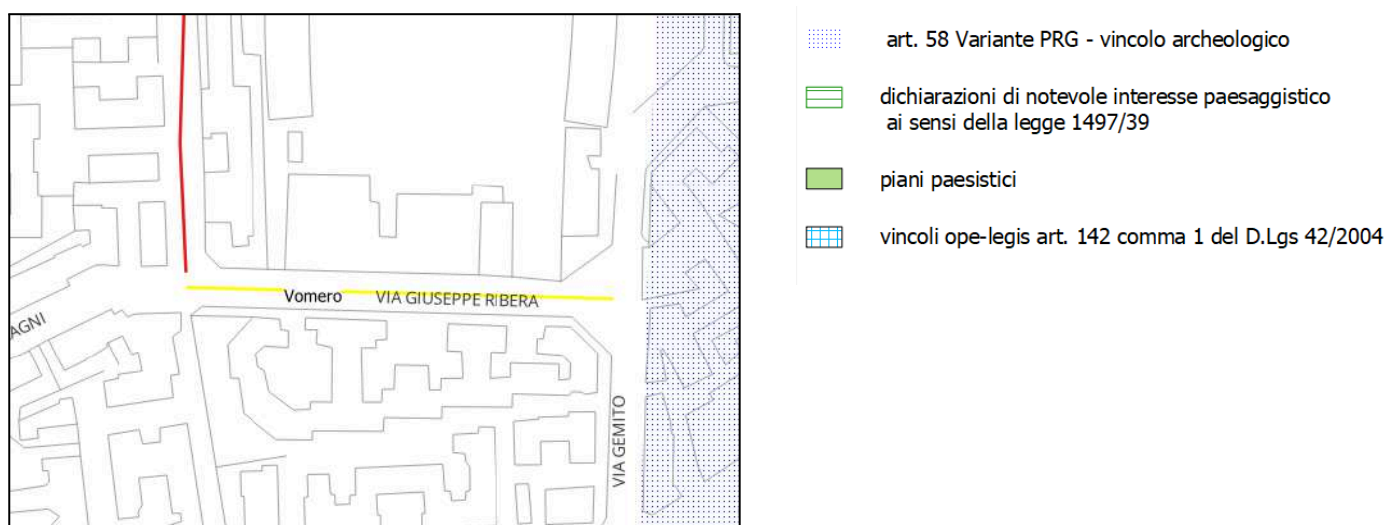 Vomero
VIA GIUSEPPE RIBERA
AGNI
VIA GEMITO
art. 58 Variante PRG - vincolo archeologico
dichiarazioni di notevole interesse paesaggistico
ai sensi della legge 1497/39
piani paesistici
vincoli ope-legis art. 142 comma 1 del D.Lgs 42/2004